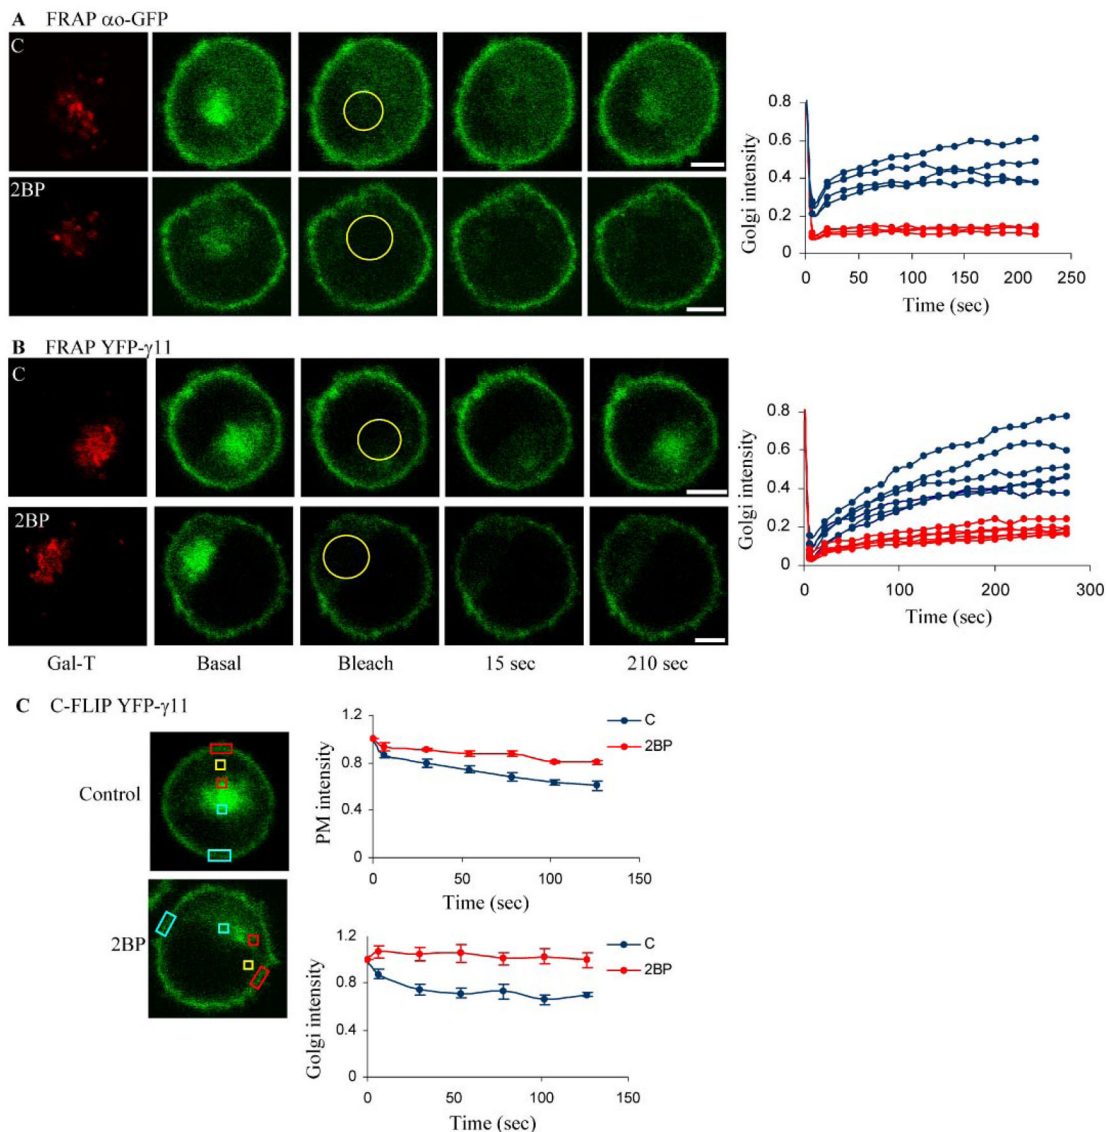 A FRAP αo-GFP
C
2BP
Golgi intensity
0.8
0.6
0.4
0.2
0
0 50 100 150 200 250
Time (sec)
B FRAP YFP-γ11
C
2BP
Gal-T Basal Bleach 15 sec 210 sec
Golgi intensity
0.8
0.6
0.4
0.2
0
0 100 200 300
Time (sec)
C C-FLIP YFP-γ11
Control
2BP
PM intensity
1.2
0.8
0.4
0
0 50 100 150
Time (sec)
C
2BP
Golgi intensity
1.2
0.8
0.4
0
0 50 100 150
Time (sec)
C
2BP